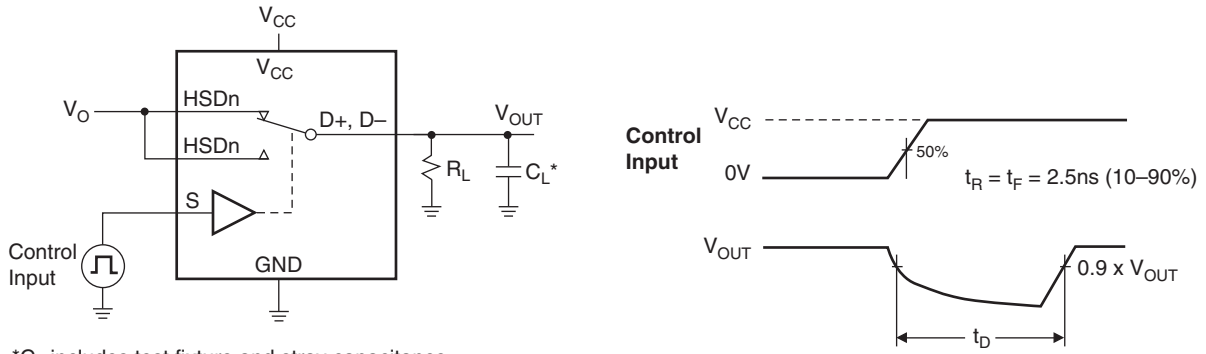 V_CC
V_CC
V_O
HSDn
D+, D–
V_OUT
HSDn
R_L
C_L*
S
Control
Input
GND
Control
Input
V_CC
0V
50%
t_R = t_F = 2.5ns (10–90%)
V_OUT
0.9 x V_OUT
t_D